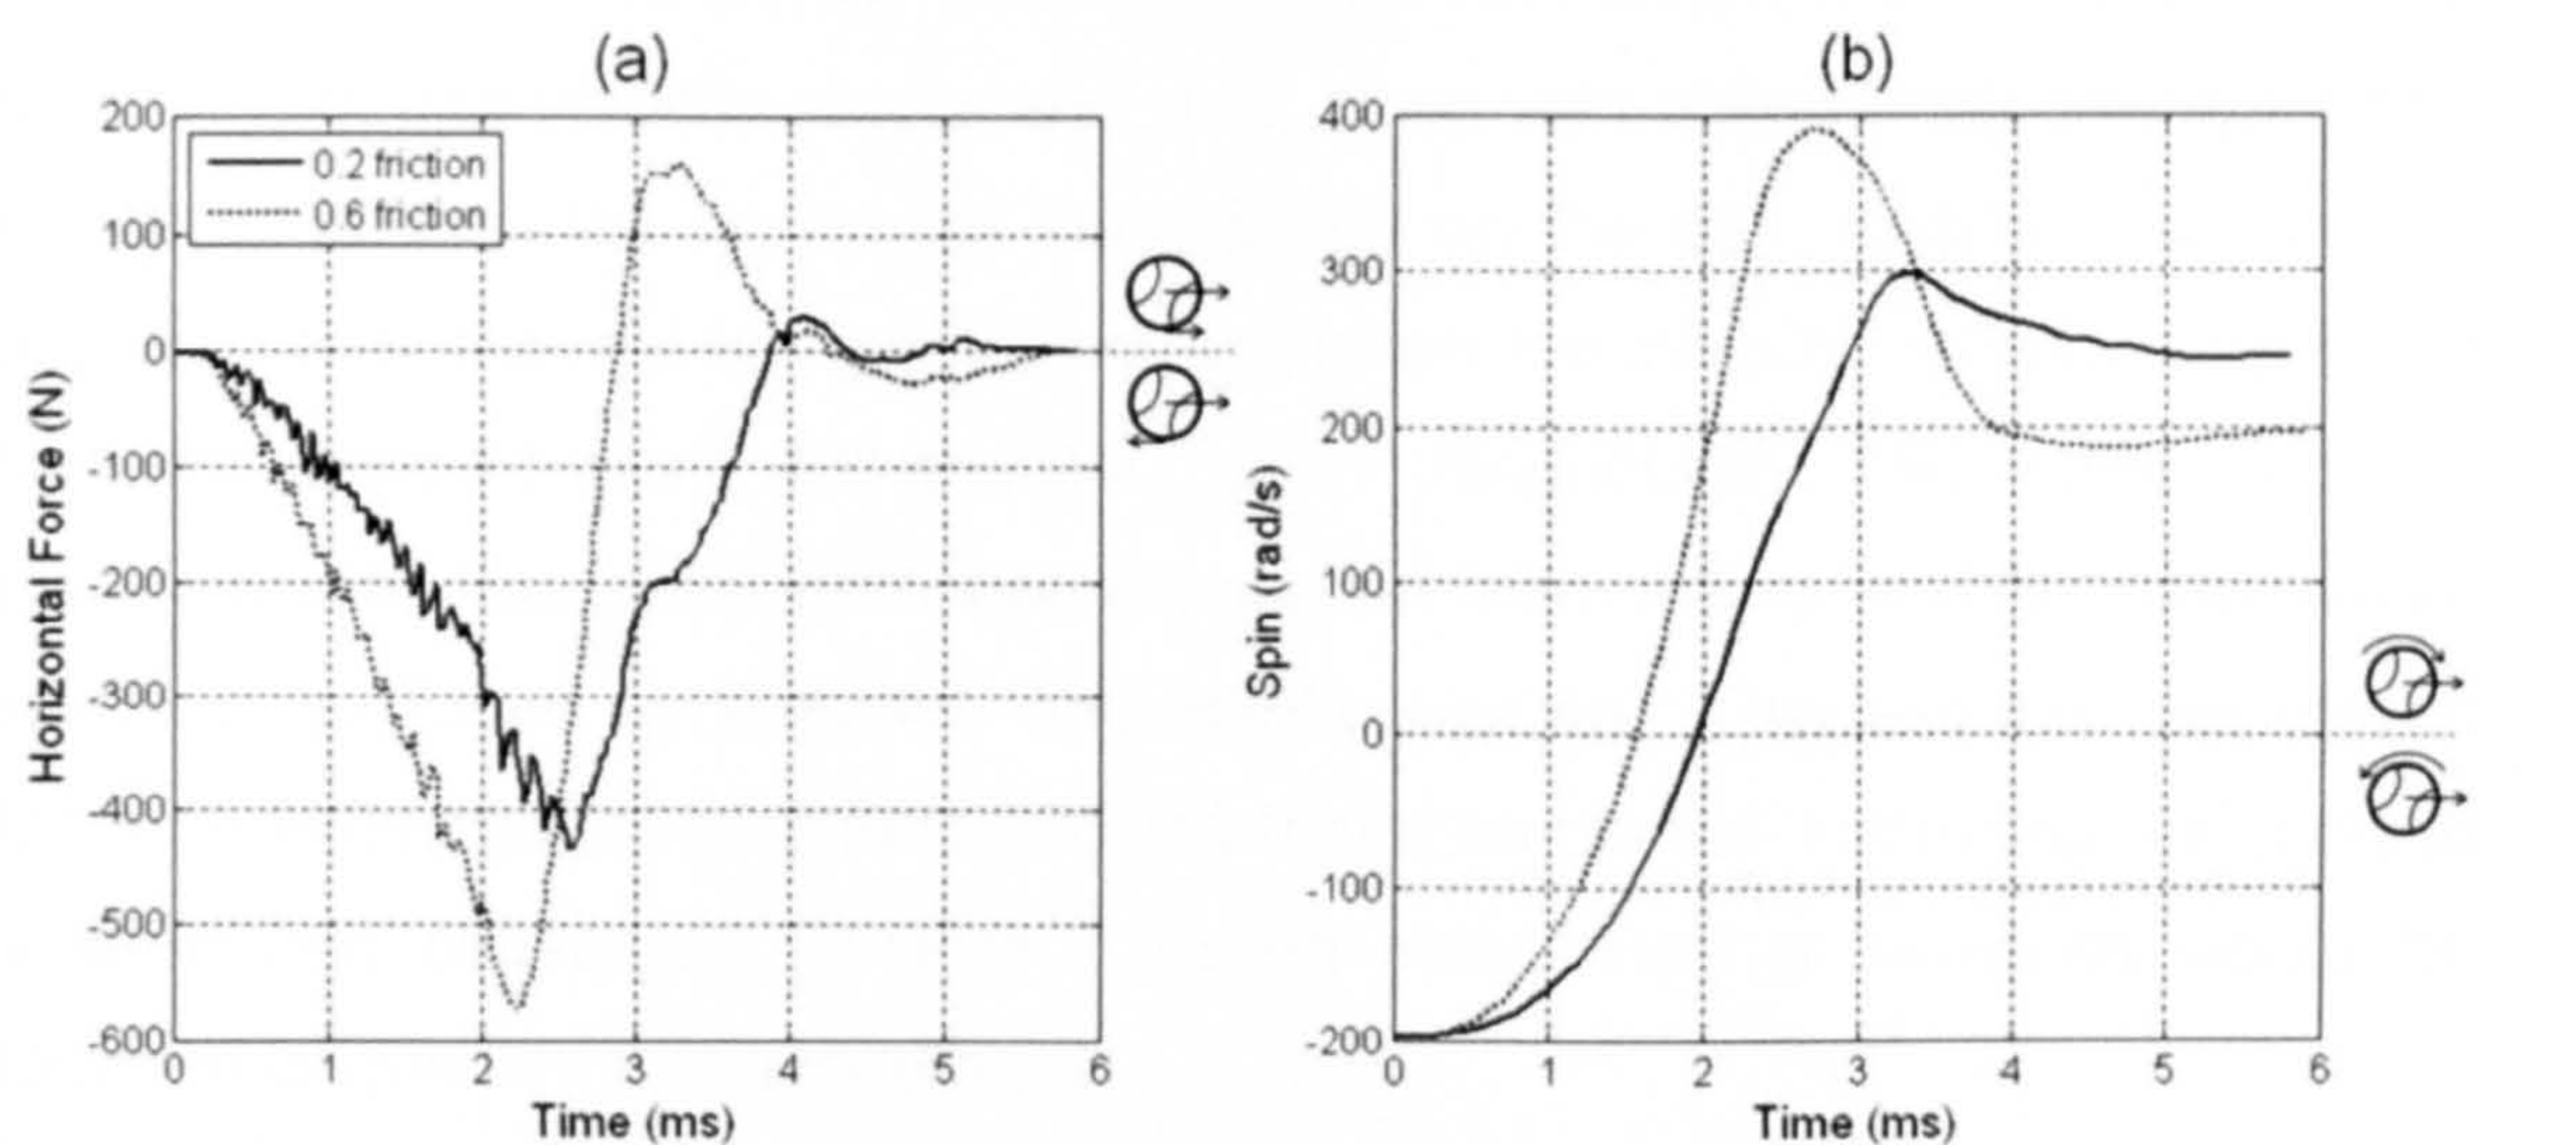 (a)
200
100
0
-100
-200
-300
-400
-500
-600
0 1 2 3 4 5 6
0.2 friction
0.6 friction
Horizontal Force (N)
Time (ms)
(b)
400
300
200
100
0
-100
-200
0 1 2 3 4 5 6
Spin (rad/s)
Time (ms)